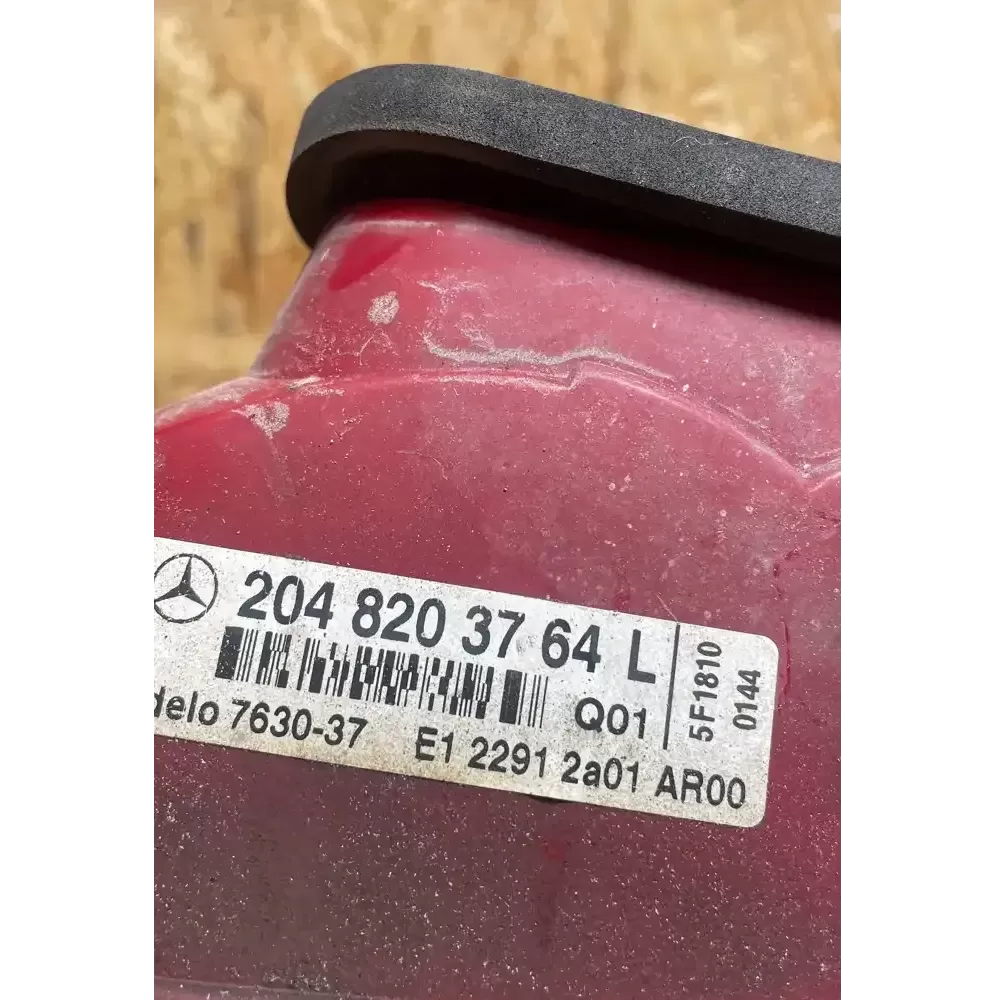 204 820 37 64 L
Q01
delo 7630-37 E1 2291 2a01 AR00
5F1810
0144